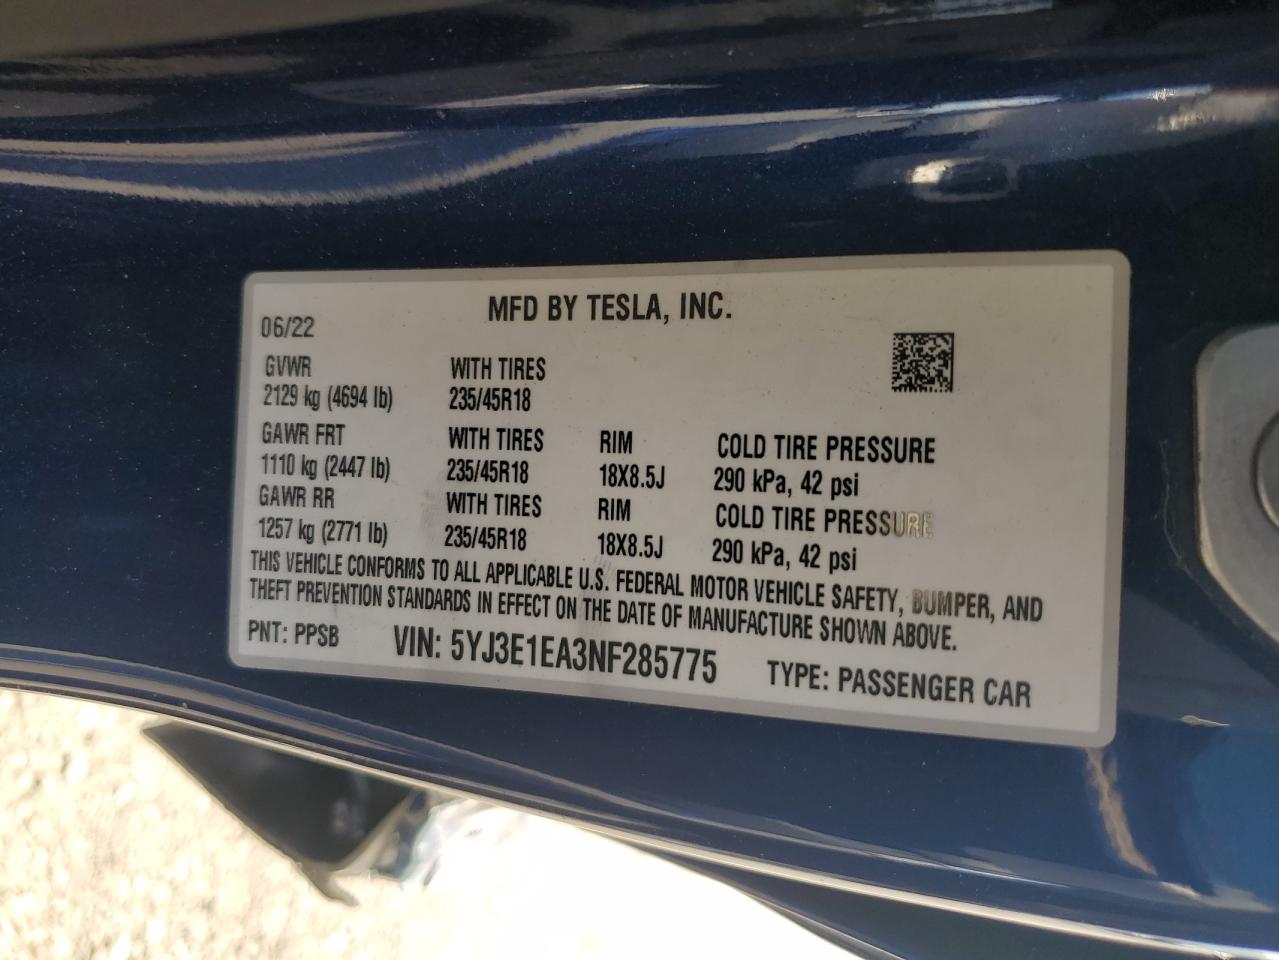 MFD BY TESLA, INC.
06/22
GVWR WITH TIRES
2129 kg (4694 lb) 235/45R18
GAWR FRT WITH TIRES RIM COLD TIRE PRESSURE
1110 kg (2447 lb) 235/45R18 18X8.5J 290 kPa, 42 psi
GAWR RR WITH TIRES RIM COLD TIRE PRESSURE
1257 kg (2771 lb) 235/45R18 18X8.5J 290 kPa, 42 psi
THIS VEHICLE CONFORMS TO ALL APPLICABLE U.S. FEDERAL MOTOR VEHICLE SAFETY, BUMPER, AND
THEFT PREVENTION STANDARDS IN EFFECT ON THE DATE OF MANUFACTURE SHOWN ABOVE.
PNT: PPSB VIN: 5YJ3E1EA3NF285775 TYPE: PASSENGER CAR